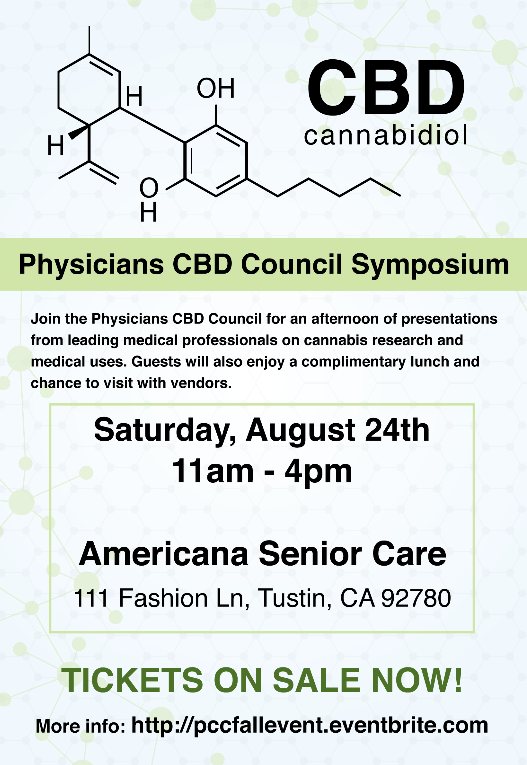 CBD
cannabidiol
H
OH
H
O
H
Physicians CBD Council Symposium
Join the Physicians CBD Council for an afternoon of presentations
from leading medical professionals on cannabis research and
medical uses. Guests will also enjoy a complimentary lunch and
chance to visit with vendors.
Saturday, August 24th
11am - 4pm
Americana Senior Care
111 Fashion Ln, Tustin, CA 92780
TICKETS ON SALE NOW!
More info: http://pccfallevent.eventbrite.com